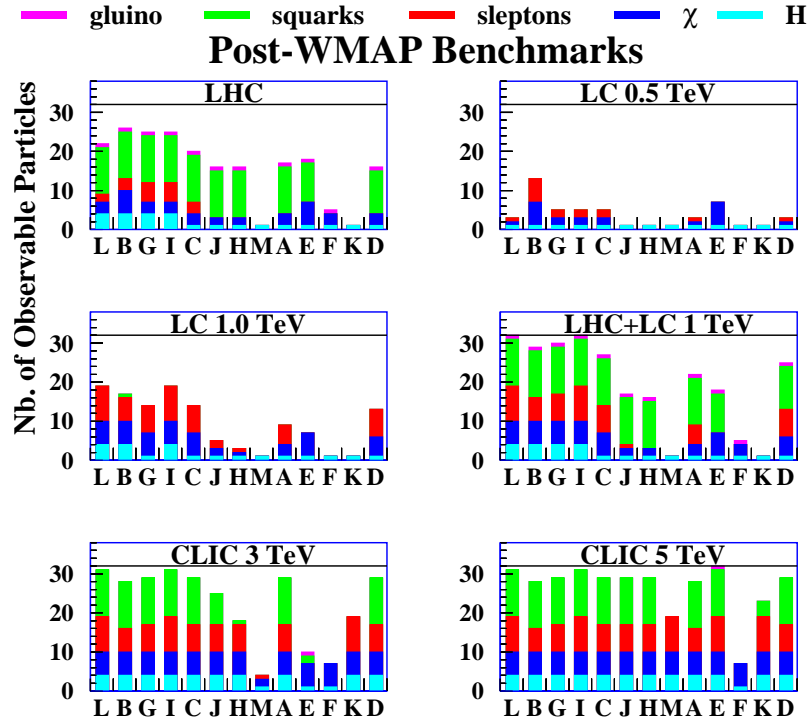 gluino squarks sleptons χ H
Post-WMAP Benchmarks
Nb. of Observable Particles
LHC
30
20
10
0
L B G I C J H M A E F K D
LC 0.5 TeV
30
20
10
0
L B G I C J H M A E F K D
LC 1.0 TeV
30
20
10
0
L B G I C J H M A E F K D
LHC+LC 1 TeV
30
20
10
0
L B G I C J H M A E F K D
CLIC 3 TeV
30
20
10
0
L B G I C J H M A E F K D
CLIC 5 TeV
30
20
10
0
L B G I C J H M A E F K D